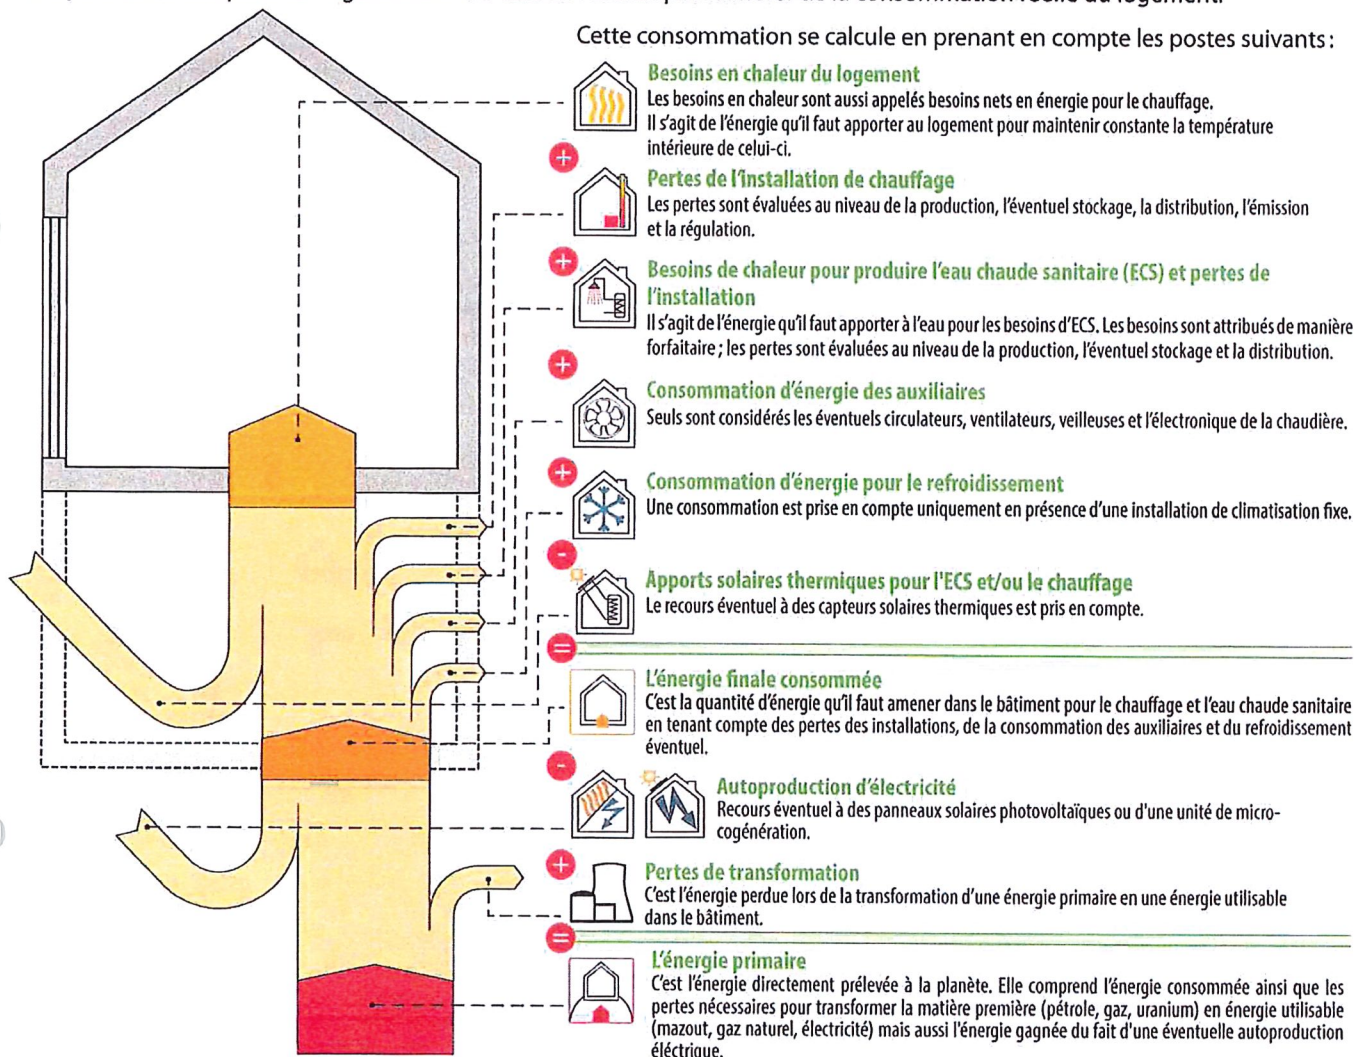 de la consommation réelle du logement.
Cette consommation se calcule en prenant en compte les postes suivants :
Besoins en chaleur du logement
Les besoins en chaleur sont aussi appelés besoins nets en énergie pour le chauffage.
Il s'agit de l'énergie qu'il faut apporter au logement pour maintenir constante la température
intérieure de celui-ci.
+
Pertes de l'installation de chauffage
Les pertes sont évaluées au niveau de la production, l'éventuel stockage, la distribution, l'émission
et la régulation.
+
Besoins de chaleur pour produire l'eau chaude sanitaire (ECS) et pertes de
l'installation
Il s'agit de l'énergie qu'il faut apporter à l'eau pour les besoins d'ECS. Les besoins sont attribués de manière
forfaitaire ; les pertes sont évaluées au niveau de la production, l'éventuel stockage et la distribution.
+
Consommation d'énergie des auxiliaires
Seuls sont considérés les éventuels circulateurs, ventilateurs, veilleuses et l'électronique de la chaudière.
+
Consommation d'énergie pour le refroidissement
Une consommation est prise en compte uniquement en présence d'une installation de climatisation fixe.
-
Apports solaires thermiques pour l'ECS et/ou le chauffage
Le recours éventuel à des capteurs solaires thermiques est pris en compte.
=
L'énergie finale consommée
C'est la quantité d'énergie qu'il faut amener dans le bâtiment pour le chauffage et l'eau chaude sanitaire
en tenant compte des pertes des installations, de la consommation des auxiliaires et du refroidissement
éventuel.
-
Autoproduction d'électricité
Recours éventuel à des panneaux solaires photovoltaïques ou d'une unité de micro-
cogénération.
+
Pertes de transformation
C'est l'énergie perdue lors de la transformation d'une énergie primaire en une énergie utilisable
dans le bâtiment.
=
L'énergie primaire
C'est l'énergie directement prélevée à la planète. Elle comprend l'énergie consommée ainsi que les
pertes nécessaires pour transformer la matière première (pétrole, gaz, uranium) en énergie utilisable
(mazout, gaz naturel, électricité) mais aussi l'énergie gagnée du fait d'une éventuelle autoproduction
éléctrique.